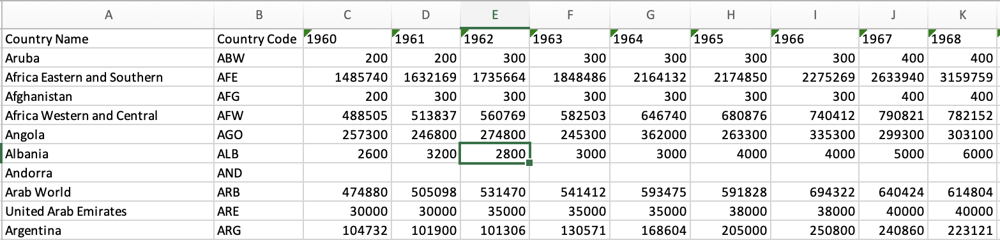 A B C D E F G H I J K
Country Name Country Code 1960 1961 1962 1963 1964 1965 1966 1967 1968
Aruba ABW 200 200 300 300 300 300 300 400 400
Africa Eastern and Southern AFE 1485740 1632169 1735664 1848486 2164132 2174850 2275269 2633940 3159759
Afghanistan AFG 200 300 300 300 300 300 300 400 400
Africa Western and Central AFW 488505 513837 560769 582503 646740 680876 740412 790821 782152
Angola AGO 257300 246800 274800 245300 362000 263300 335300 299300 303100
Albania ALB 2600 3200 2800 3000 3000 4000 4000 5000 6000
Andorra AND
Arab World ARB 474880 505098 531470 541412 593475 591828 694322 640424 614804
United Arab Emirates ARE 30000 30000 35000 35000 35000 38000 38000 40000 40000
Argentina ARG 104732 101900 101306 130571 168604 205000 250800 240860 223121